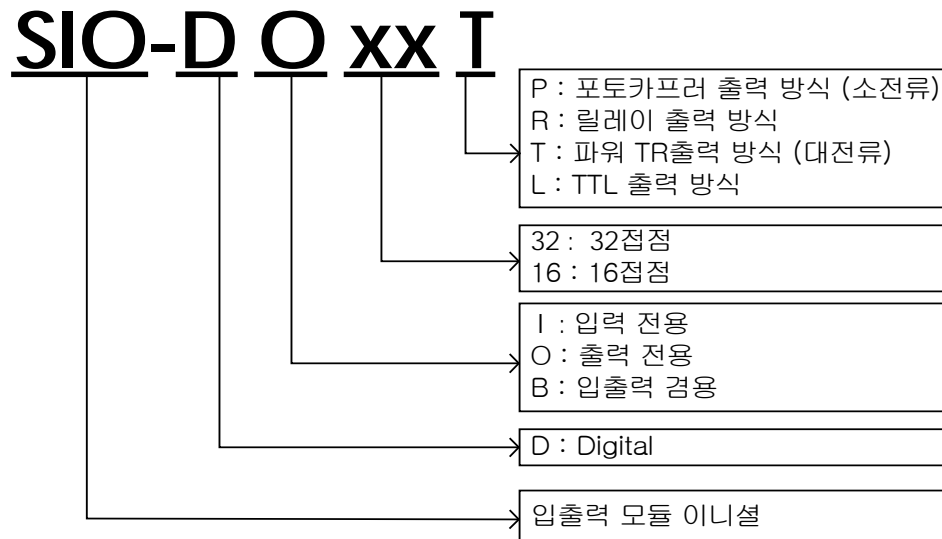 SIO-D O xx T
P : 포토카프러 출력 방식 (소전류)
R : 릴레이 출력 방식
T : 파워 TR출력 방식 (대전류)
L : TTL 출력 방식
32 : 32접점
16 : 16접점
I : 입력 전용
O : 출력 전용
B : 입출력 겸용
D : Digital
입출력 모듈 이니셜